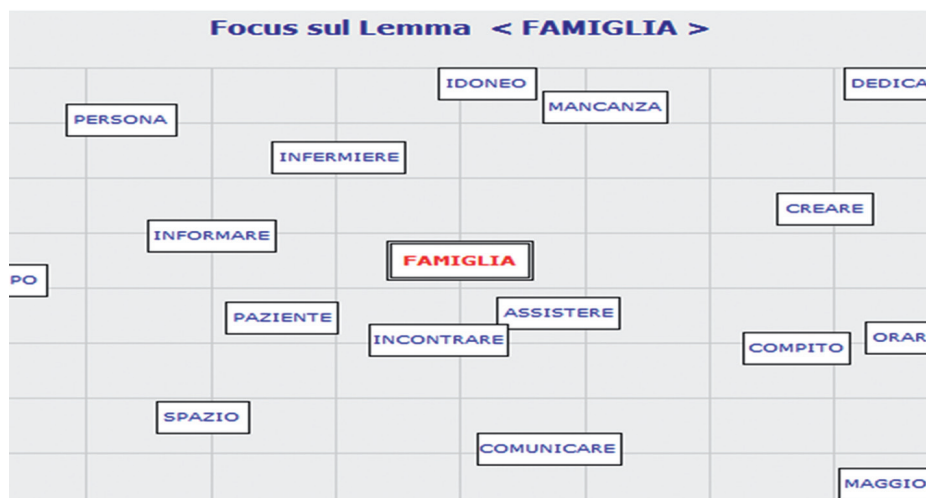 Focus sul Lemma < FAMIGLIA >
IDONEO
DEDICA
MANCANZA
PERSONA
INFERMIERE
CREARE
INFORMARE
FAMIGLIA
PO
ASSISTERE
PAZIENTE
INCONTRARE
ORAR
COMPITO
SPAZIO
COMUNICARE
MAGGIO